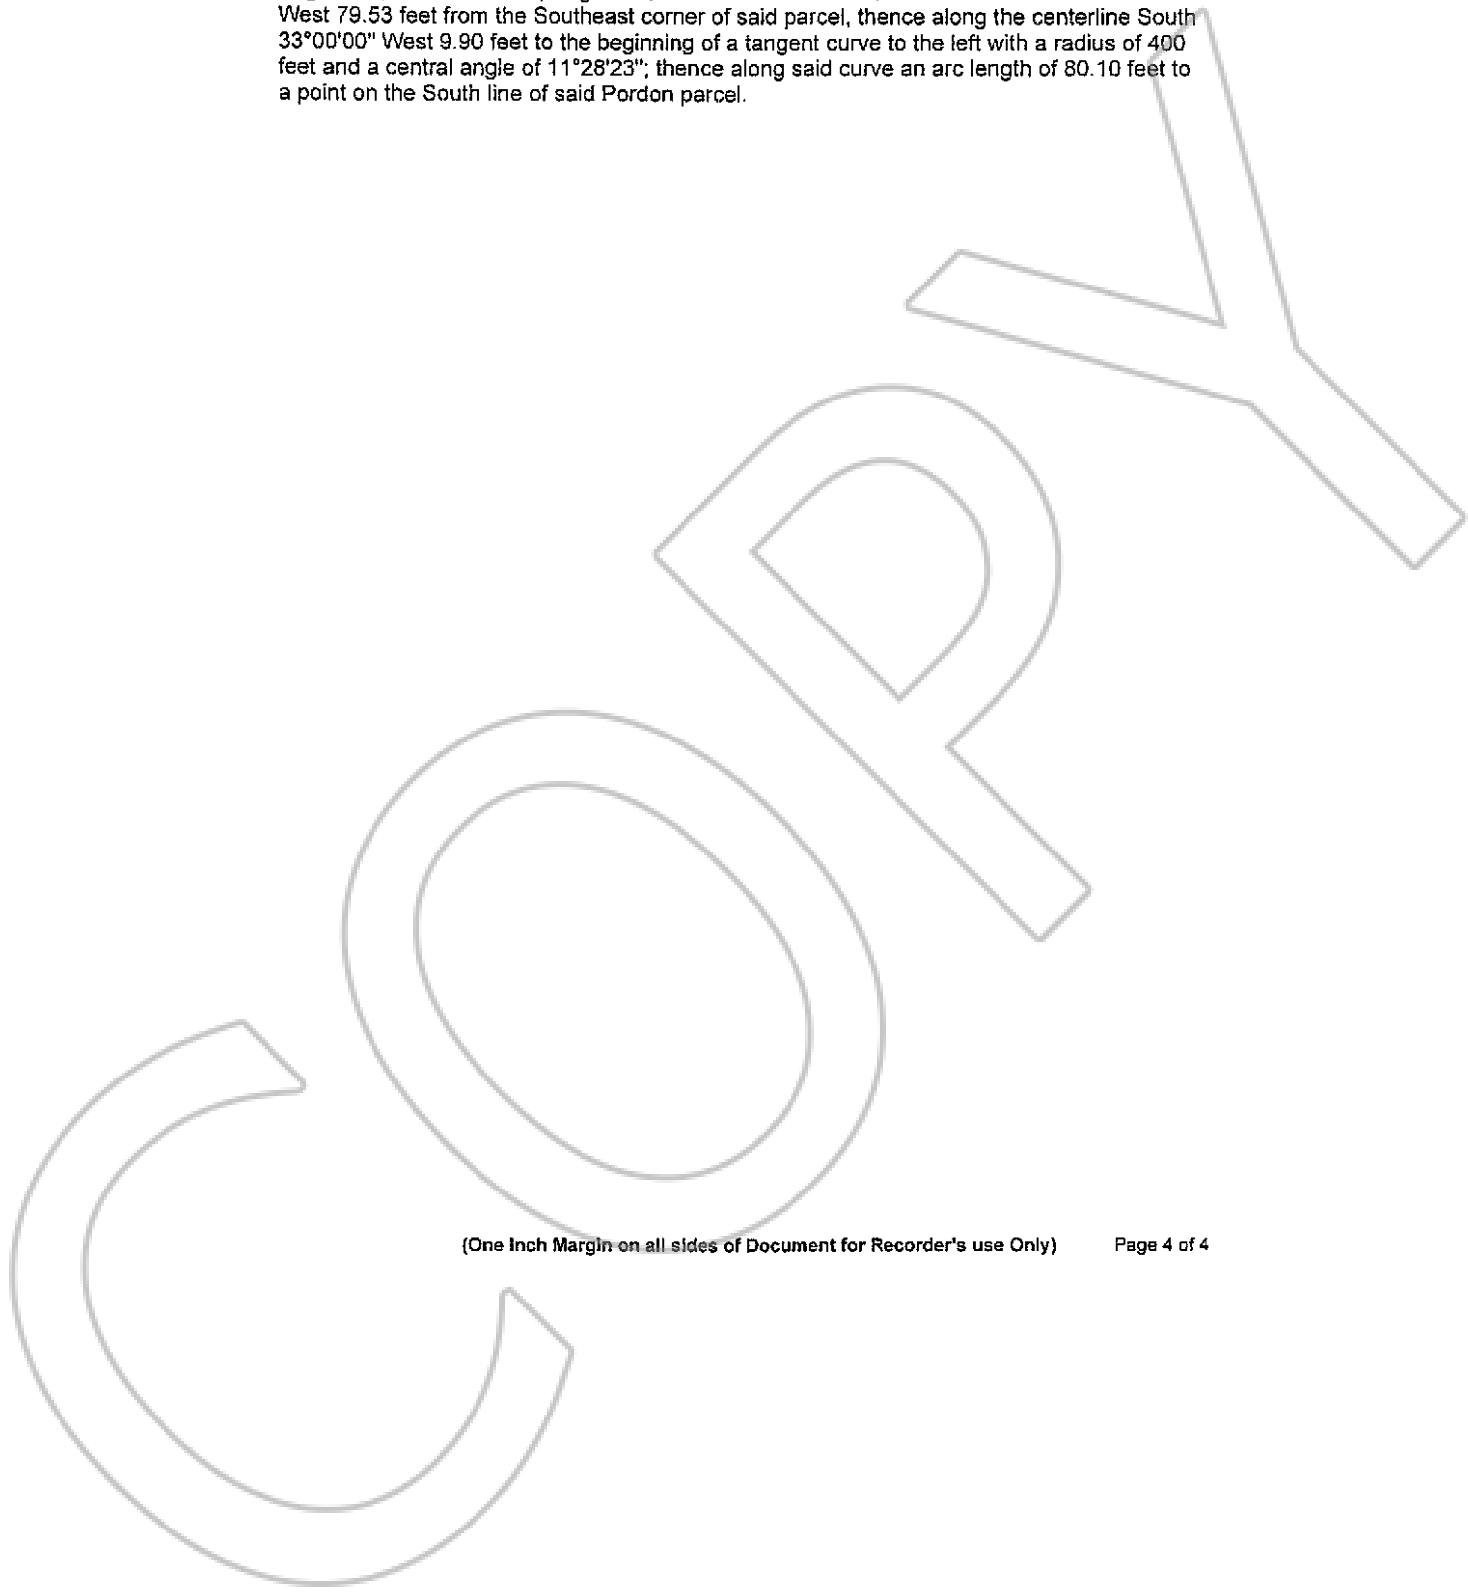 West 79.53 feet from the Southeast corner of said parcel, thence along the centerline South
33°00'00" West 9.90 feet to the beginning of a tangent curve to the left with a radius of 400
feet and a central angle of 11°28'23"; thence along said curve an arc length of 80.10 feet to
a point on the South line of said Pordon parcel.
COPY
(One Inch Margin on all sides of Document for Recorder's use Only) Page 4 of 4